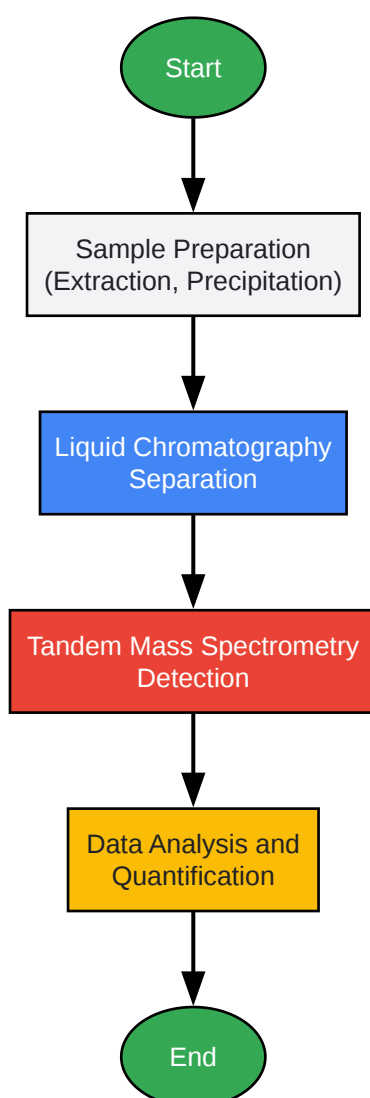 Start
Sample Preparation
(Extraction, Precipitation)
Liquid Chromatography
Separation
Tandem Mass Spectrometry
Detection
Data Analysis and
Quantification
End